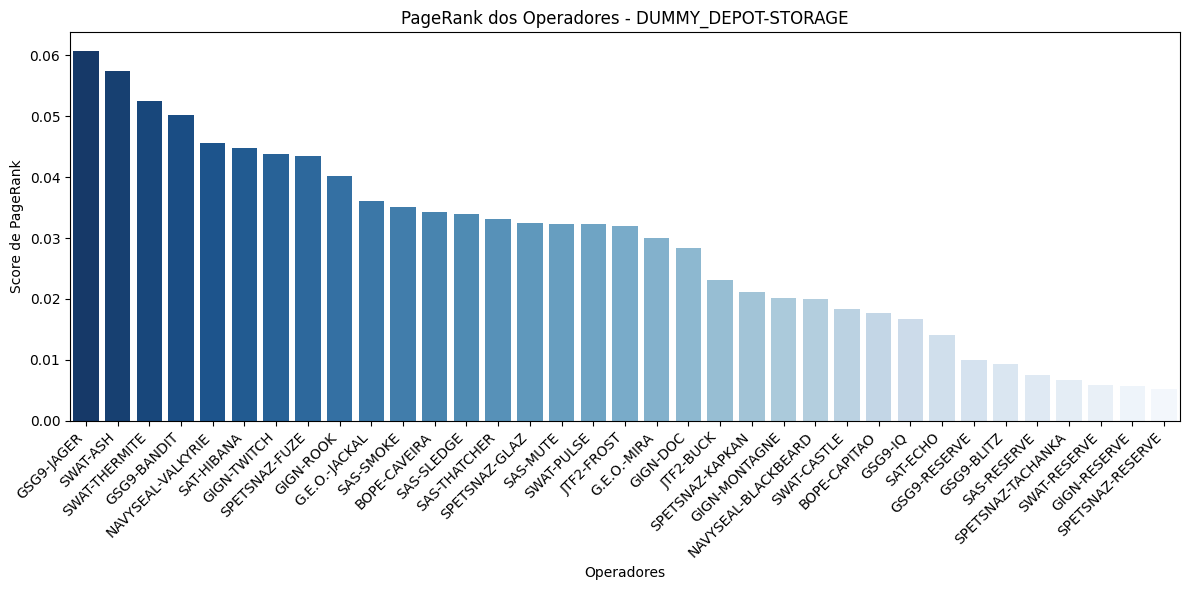 PageRank dos Operadores - DUMMY_DEPOT-STORAGE
Score de PageRank
0.06
0.05
0.04
0.03
0.02
0.01
0.00
GSG9-JAGER
SWAT-ASH
SWAT-THERMITE
GSG9-BANDIT
NAVYSEAL-VALKYRIE
SAT-HIBANA
GIGN-TWITCH
SPETSNAZ-FUZE
GIGN-ROOK
G.E.O.-JACKAL
SAS-SMOKE
BOPE-CAVEIRA
SAS-SLEDGE
SAS-THATCHER
SPETSNAZ-GLAZ
SAS-MUTE
SWAT-PULSE
JTF2-FROST
G.E.O.-MIRA
GIGN-DOC
JTF2-BUCK
SPETSNAZ-KAPKAN
GIGN-MONTAGNE
NAVYSEAL-BLACKBEARD
SWAT-CASTLE
BOPE-CAPITAO
GSG9-IQ
SAT-ECHO
GSG9-RESERVE
GSG9-BLITZ
SAS-RESERVE
SPETSNAZ-TACHANKA
SWAT-RESERVE
GIGN-RESERVE
SPETSNAZ-RESERVE
Operadores